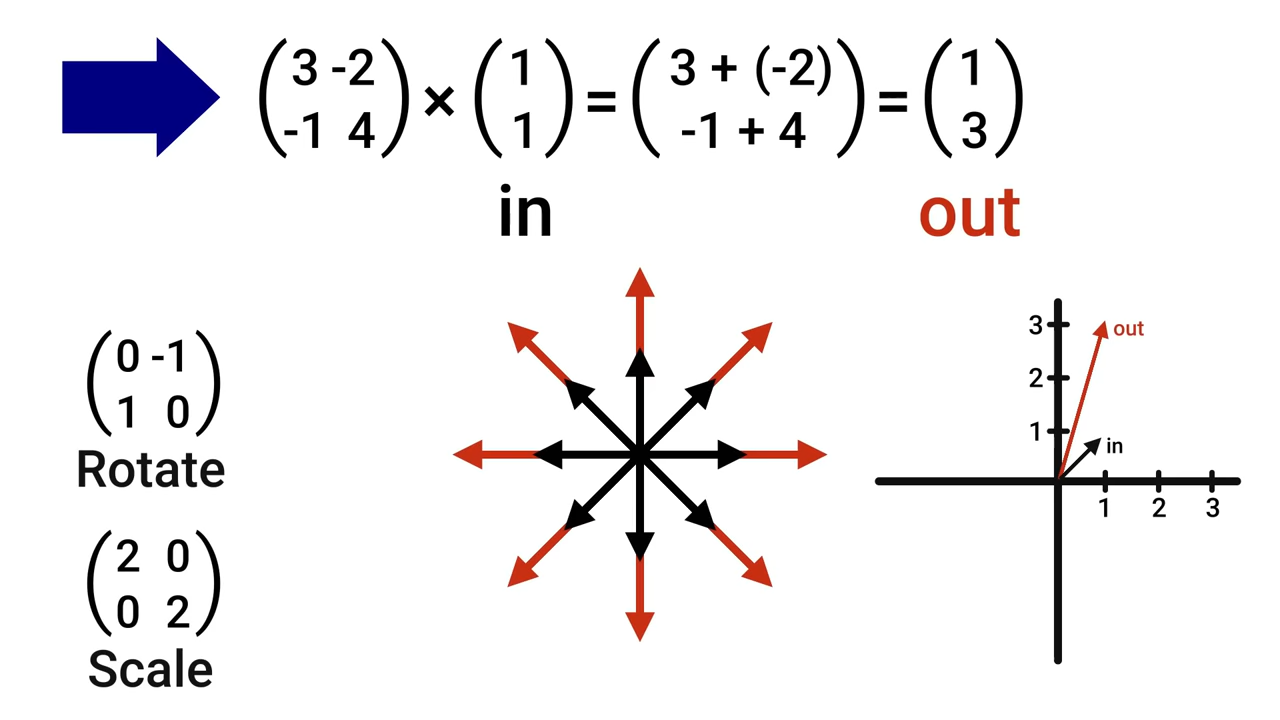 3 -2 × 1 = 3 + (-2) = 1
-1 4 1 -1 + 4 3
in out
0 -1
1 0
Rotate
2 0
0 2
Scale
3
2
1
out
in
1 2 3